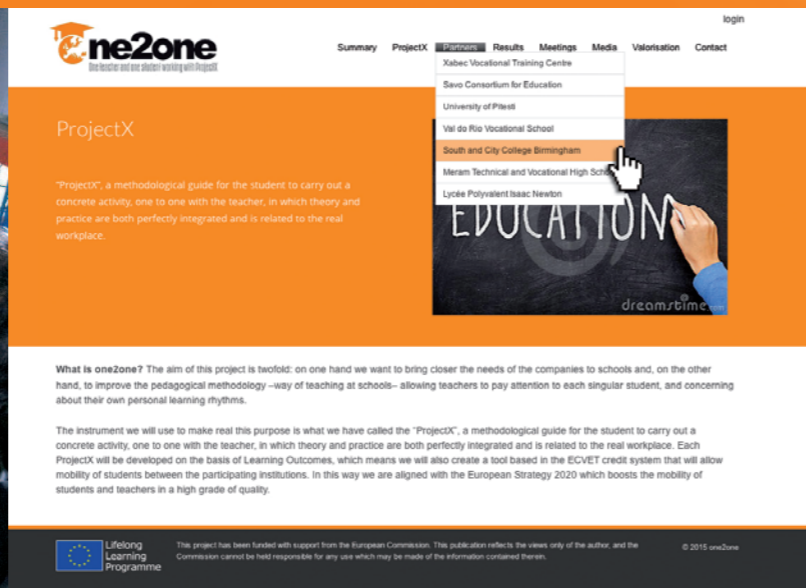 login
ne2one
One teacher and one student working with ProjectX
Summary ProjectX Partners Results Meetings Media Valorisation Contact
Xabec Vocational Training Centre
Savo Consortium for Education
University of Pitesti
Val do Rio Vocational School
South and City College Birmingham
Meram Technical and Vocational High
Lycée Polyvalent Isaac Newton
ProjectX
"ProjectX", a methodological guide for the student to carry out a
concrete activity, one to one with the teacher, in which theory and
practice are both perfectly integrated and is related to the real
workplace.
EDUCATION
dreamstime
What is one2one? The aim of this project is twofold: on one hand we want to bring closer the needs of the companies to schools and, on the other
hand, to improve the pedagogical methodology –way of teaching at schools– allowing teachers to pay attention to each singular student, and concerning
about their own personal learning rhythms.
The instrument we will use to make real this purpose is what we have called the "ProjectX", a methodological guide for the student to carry out a
concrete activity, one to one with the teacher, in which theory and practice are both perfectly integrated and is related to the real workplace. Each
ProjectX will be developed on the basis of Learning Outcomes, which means we will also create a tool based in the ECVET credit system that will allow
mobility of students between the participating institutions. In this way we are aligned with the European Strategy 2020 which boosts the mobility of
students and teachers in a high grade of quality.
Lifelong
Learning
Programme
This project has been funded with support from the European Commission. This publication reflects the views only of the author, and the
Commission cannot be held responsible for any use which may be made of the information contained therein.
© 2015 one2one